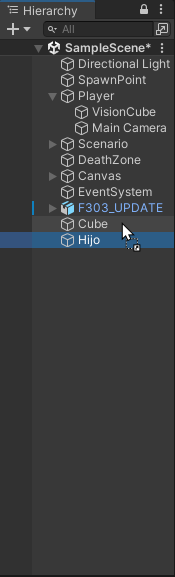 Hierarchy
All
SampleScene*
Directional Light
SpawnPoint
Player
VisionCube
Main Camera
Scenario
DeathZone
Canvas
EventSystem
F303_UPDATE
Cube
Hijo